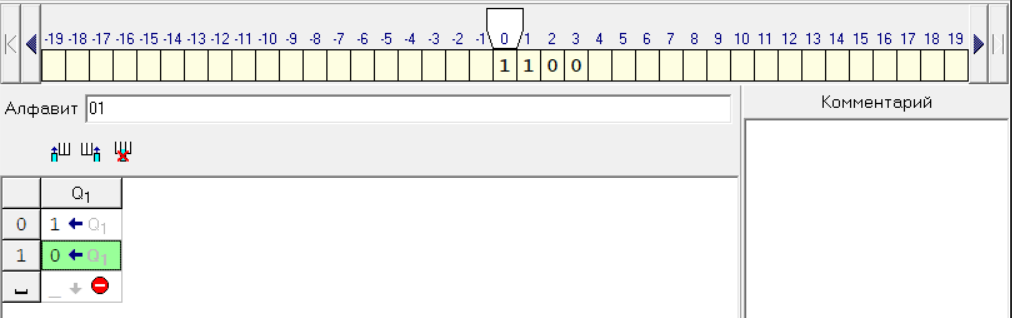 -19 -18 -17 -16 -15 -14 -13 -12 -11 -10 -9 -8 -7 -6 -5 -4 -3 -2 -1 0 1 2 3 4 5 6 7 8 9 10 11 12 13 14 15 16 17 18 19
1 1 0 0
Алфавит 01
Комментарий
Q1
0 1 ← Q1
1 0 ← Q1
_ ↓